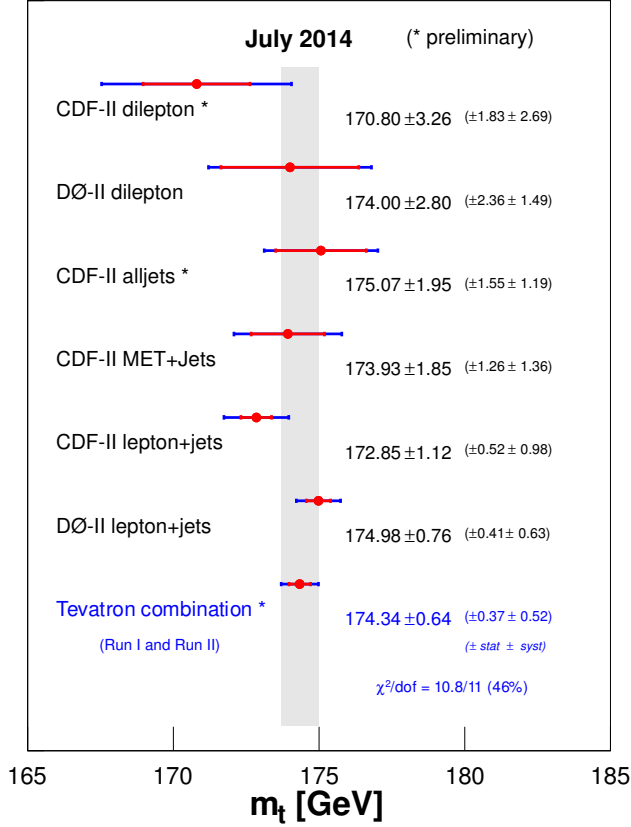 July 2014 (* preliminary)
CDF-II dilepton * 170.80 ±3.26 (±1.83 ± 2.69)
DØ-II dilepton 174.00 ±2.80 (±2.36 ± 1.49)
CDF-II alljets * 175.07 ±1.95 (±1.55 ± 1.19)
CDF-II MET+Jets 173.93 ±1.85 (±1.26 ± 1.36)
CDF-II lepton+jets 172.85 ±1.12 (±0.52 ± 0.98)
DØ-II lepton+jets 174.98 ±0.76 (±0.41 ± 0.63)
Tevatron combination * 174.34 ±0.64 (±0.37 ± 0.52)
(Run I and Run II) (± stat ± syst)
χ²/dof = 10.8/11 (46%)
165 170 175 180 185
m_t [GeV]